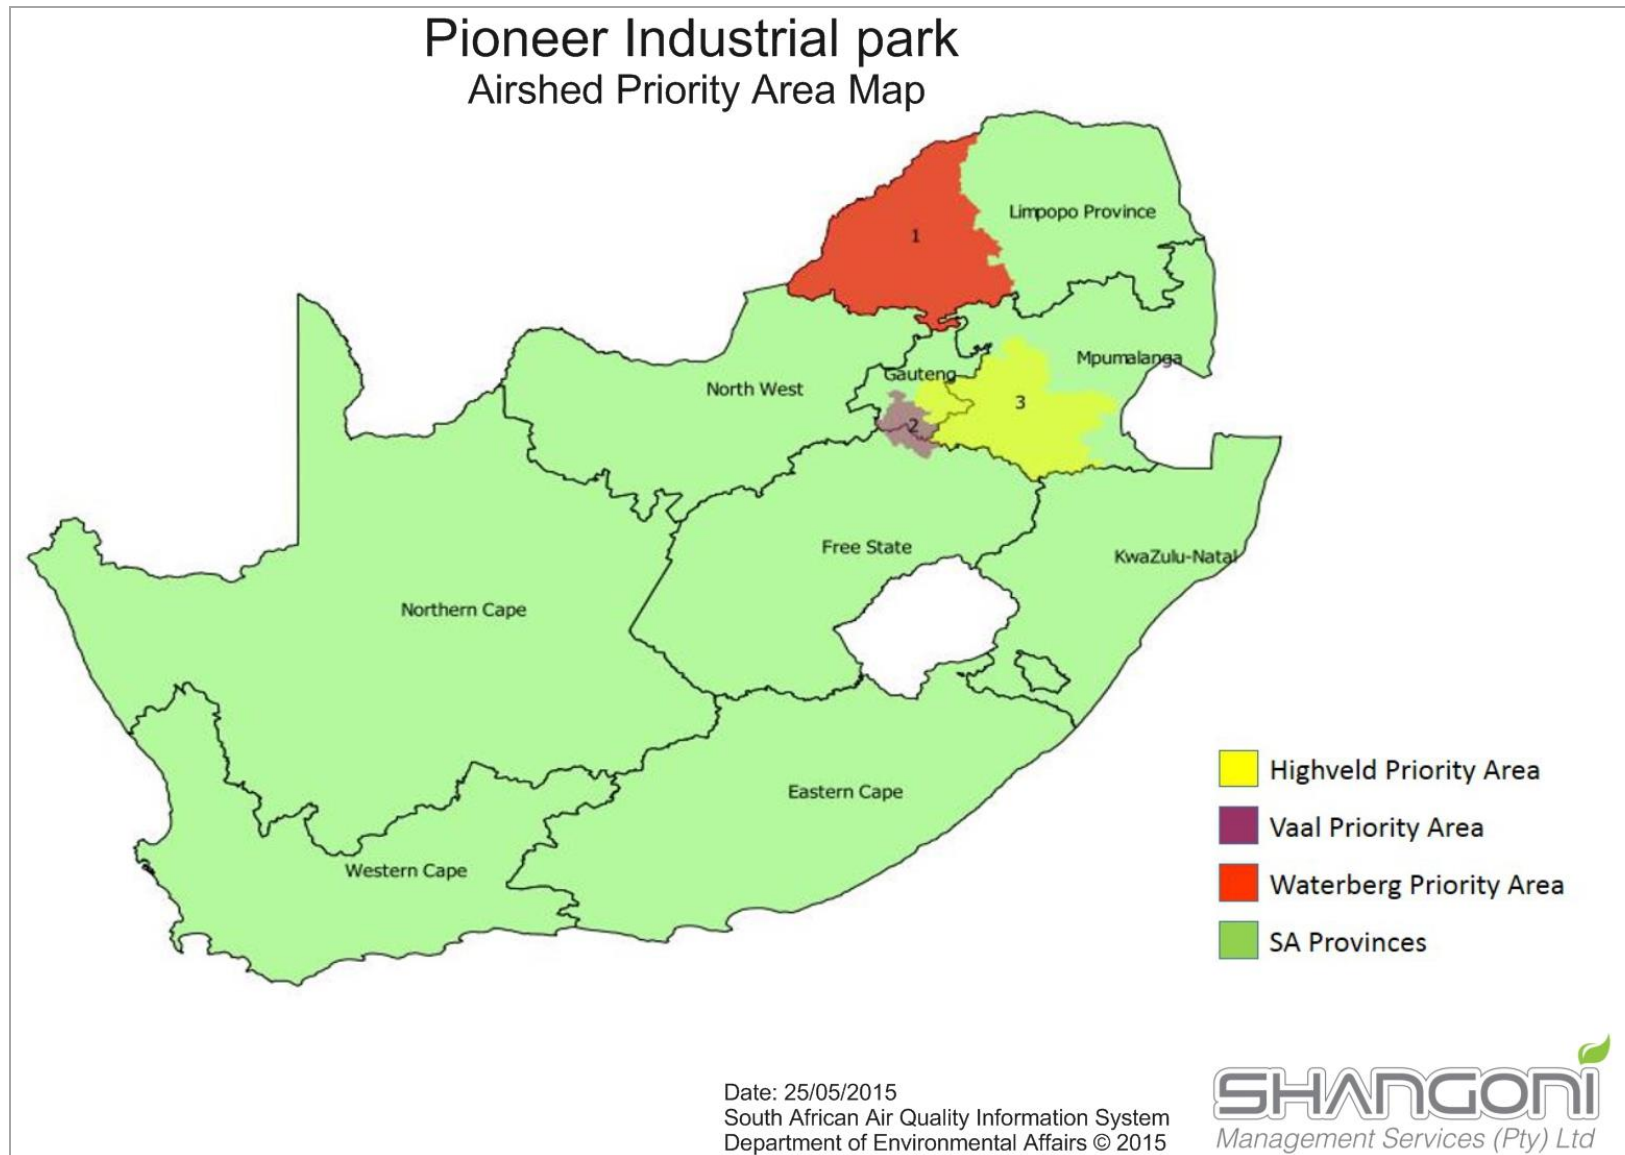 Pioneer Industrial park
Airshed Priority Area Map
Limpopo Province
1
Mpumalanga
Gauteng
North West
3
2
Free State
KwaZulu-Natal
Northern Cape
Eastern Cape
Western Cape
Highveld Priority Area
Vaal Priority Area
Waterberg Priority Area
SA Provinces
Date: 25/05/2015
South African Air Quality Information System
Department of Environmental Affairs © 2015
SHANGONI
Management Services (Pty) Ltd